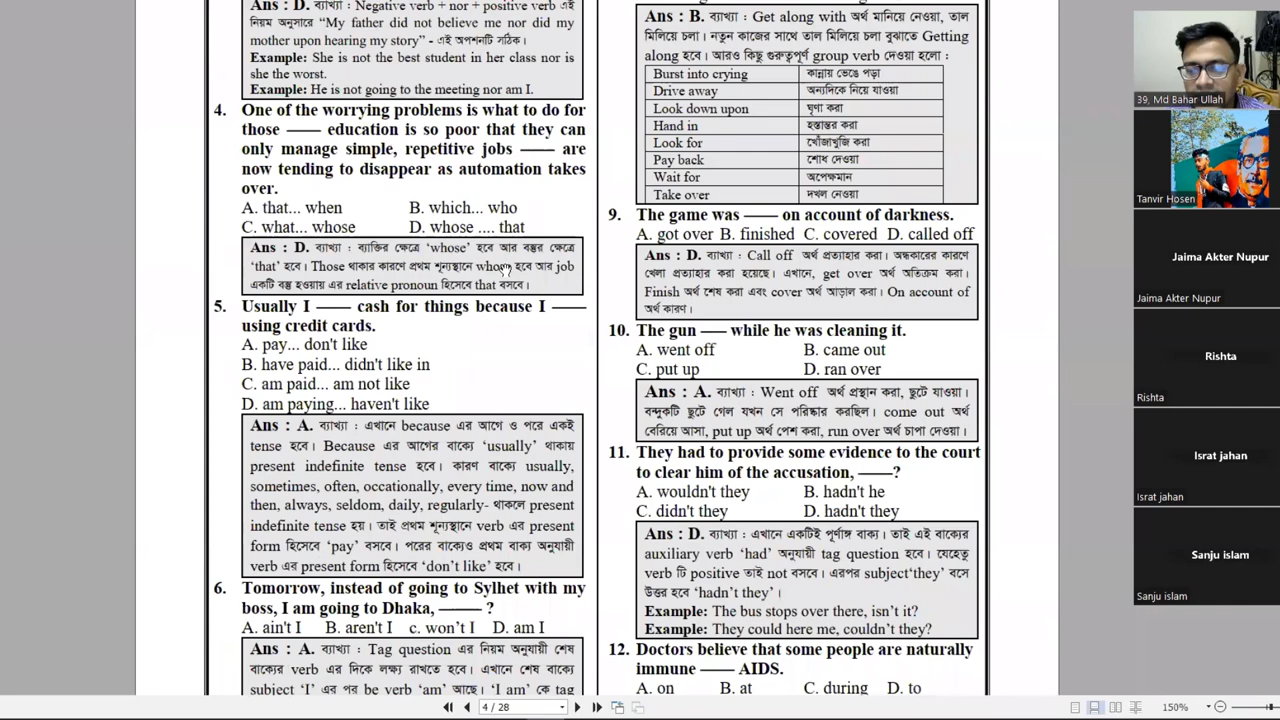 Ans : D. ব্যাখ্যা : Negative verb + nor + positive verb এই
নিয়ম অনুসারে "My father did not believe me nor did my
mother upon hearing my story" - এই অপশনটি সঠিক।
Example: She is not the best student in her class nor is
she the worst.
Example: He is not going to the meeting nor am I.
4. One of the worrying problems is what to do for
those —— education is so poor that they can
only manage simple, repetitive jobs —— are
now tending to disappear as automation takes
over.
A. that... when B. which... who
C. what... whose D. whose .... that
Ans : D. ব্যাখ্যা : ব্যাক্তির ক্ষেত্রে 'whose' হবে আর বস্তুর ক্ষেত্রে
'that' হবে। Those থাকার কারণে প্রথম শূন্যস্থানে whose হবে আর job
একটি বস্তু হওয়ায় এর relative pronoun হিসেবে that বসবে।
5. Usually I —— cash for things because I ——
using credit cards.
A. pay... don't like
B. have paid... didn't like in
C. am paid... am not like
D. am paying... haven't like
Ans : A. ব্যাখ্যা : এখানে because এর আগে ও পরে একই
tense হবে। Because এর আগের বাক্যে 'usually' থাকায়
present indefinite tense হবে। কারণ বাক্যে usually,
sometimes, often, occationally, every time, now and
then, always, seldom, daily, regularly- থাকলে present
indefinite tense হয়। তাই প্রথম শূন্যস্থানে verb এর present
form হিসেবে 'pay' বসবে। পরের বাক্যেও প্রথম বাক্য অনুযায়ী
verb এর present form হিসেবে 'don't like' হবে।
6. Tomorrow, instead of going to Sylhet with my
boss, I am going to Dhaka, —— ?
A. ain't I B. aren't I c. won't I D. am I
Ans : A. ব্যাখ্যা : Tag question এর নিয়ম অনুযায়ী শেষ
বাক্যের verb এর দিকে লক্ষ্য রাখতে হবে। এখানে শেষ বাক্যে
subject 'I' এর পর be verb 'am' আছে। 'I am' কে tag
Ans : B. ব্যাখ্যা : Get along with অর্থ মানিয়ে নেওয়া, তাল
মিলিয়ে চলা। নতুন কাজের সাথে তাল মিলিয়ে চলা বুঝাতে Getting
along হবে। আরও কিছু গুরুত্বপূর্ণ group verb দেওয়া হলো :
Burst into crying কান্নায় ভেঙে পড়া
Drive away অন্যদিকে নিয়ে যাওয়া
Look down upon ঘৃণা করা
Hand in হস্তান্তর করা
Look for খোঁজাখুজি করা
Pay back শোধ দেওয়া
Wait for অপেক্ষমান
Take over দখল নেওয়া
9. The game was —— on account of darkness.
A. got over B. finished C. covered D. called off
Ans : D. ব্যাখ্যা : Call off অর্থ প্রত্যাহার করা। অন্ধকারের কারণে
খেলা প্রত্যাহার করা হয়েছে। এখানে, get over অর্থ অতিক্রম করা।
Finish অর্থ শেষ করা এবং cover অর্থ আড়াল করা। On account of
অর্থ কারণ।
10. The gun —— while he was cleaning it.
A. went off B. came out
C. put up D. ran over
Ans : A. ব্যাখ্যা : Went off অর্থ প্রস্থান করা, ছুটে যাওয়া।
বন্দুকটি ছুটে গেল যখন সে পরিষ্কার করছিল। come out অর্থ
বেরিয়ে আসা, put up অর্থ পেশ করা, run over অর্থ চাপা দেওয়া।
11. They had to provide some evidence to the court
to clear him of the accusation, ——?
A. wouldn't they B. hadn't he
C. didn't they D. hadn't they
Ans : D. ব্যাখ্যা : এখানে একটিই পূর্ণাঙ্গ বাক্য। তাই এই বাক্যের
auxiliary verb 'had' অনুযায়ী tag question হবে। যেহেতু
verb টি positive তাই not বসবে। এরপর subject'they' বসে
উত্তর হবে 'hadn't they'।
Example: The bus stops over there, isn't it?
Example: They could here me, couldn't they?
12. Doctors believe that some people are naturally
immune —— AIDS.
A. on B. at C. during D. to
4 / 28
150%
39, Md Bahar Ullah
Tanvir Hosen
Jaima Akter Nupur
Jaima Akter Nupur
Rishta
Rishta
Israt jahan
Israt jahan
Sanju islam
Sanju islam